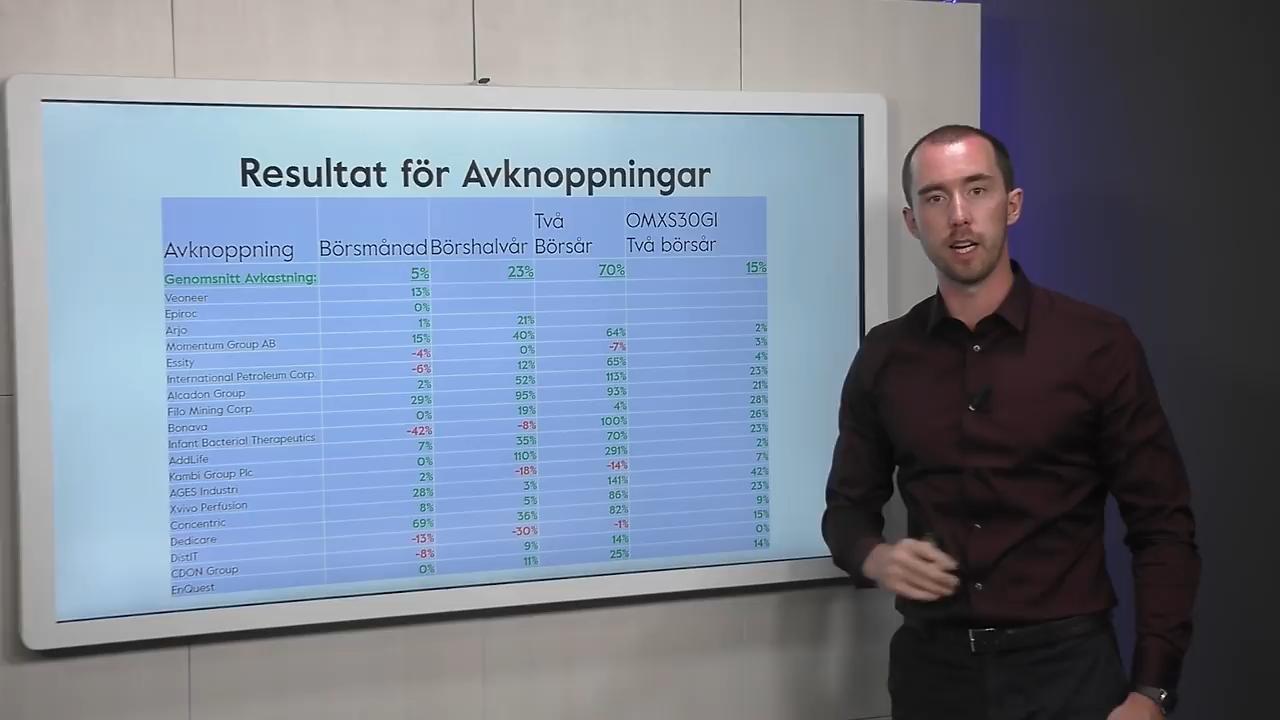 Resultat för Avknoppningar
Avknoppning Börsmånad Börshalvår Två Börsår OMXS30GI Två börsår
Genomsnitt Avkastning: 5% 23% 70% 15%
Veoneer 13%
Epiroc 0%
Arjo 1% 21%
Momentum Group AB 15% 40% 64% 2%
Essity -4% 0% -7% 3%
International Petroleum Corp. -6% 12% 65% 4%
Alcadon Group 2% 52% 113% 23%
Filo Mining Corp. 29% 95% 93% 21%
Bonava 0% 19% 4% 28%
Infant Bacterial Therapeutics -42% -8% 100% 26%
AddLife 7% 35% 70% 23%
Kambi Group Plc 0% 110% 291% 2%
AGES Industri 2% -18% -14% 7%
Xvivo Perfusion 28% 3% 141% 42%
Concentric 8% 5% 86% 23%
Dedicare 69% 36% 82% 9%
DistIT -13% -30% -1% 15%
CDON Group -8% 9% 14% 0%
EnQuest 0% 11% 25% 14%